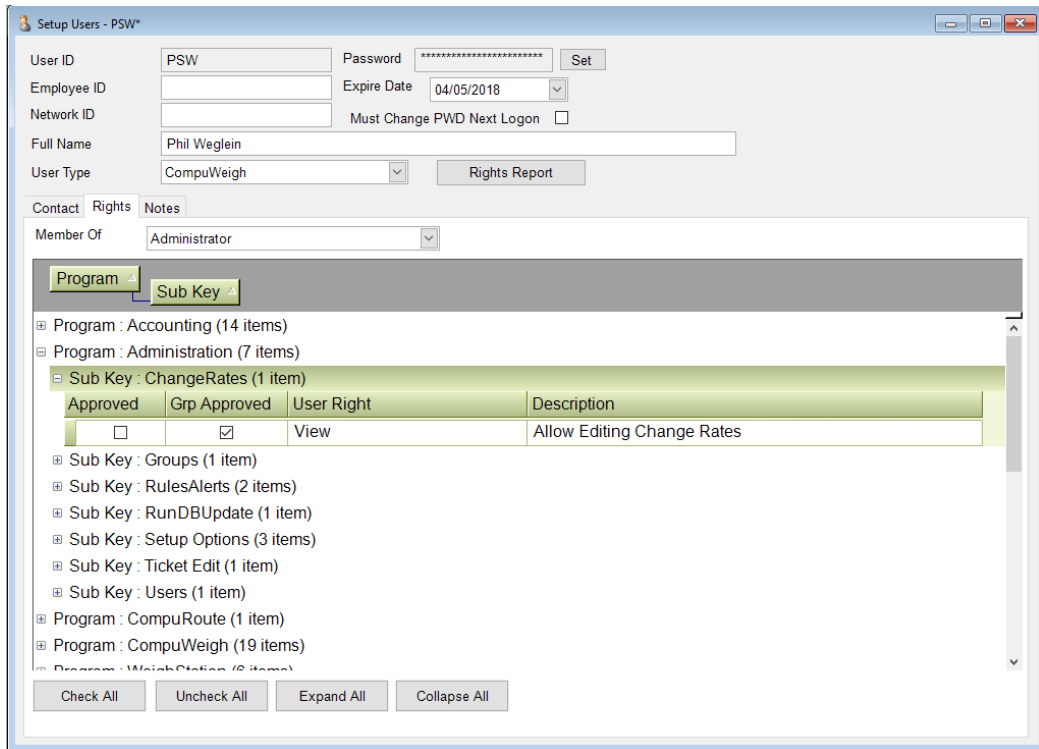 Setup Users - PSW*
User ID PSW Password ************************ Set
Employee ID Expire Date 04/05/2018
Network ID Must Change PWD Next Logon
Full Name Phil Weglein
User Type CompuWeigh Rights Report
Contact Rights Notes
Member Of Administrator
Program
Sub Key
Program : Accounting (14 items)
Program : Administration (7 items)
Sub Key : ChangeRates (1 item)
Approved Grp Approved User Right Description
View Allow Editing Change Rates
Sub Key : Groups (1 item)
Sub Key : RulesAlerts (2 items)
Sub Key : RunDBUpdate (1 item)
Sub Key : Setup Options (3 items)
Sub Key : Ticket Edit (1 item)
Sub Key : Users (1 item)
Program : CompuRoute (1 item)
Program : CompuWeigh (19 items)
Program : WeighStation (6 items)
Check All Uncheck All Expand All Collapse All